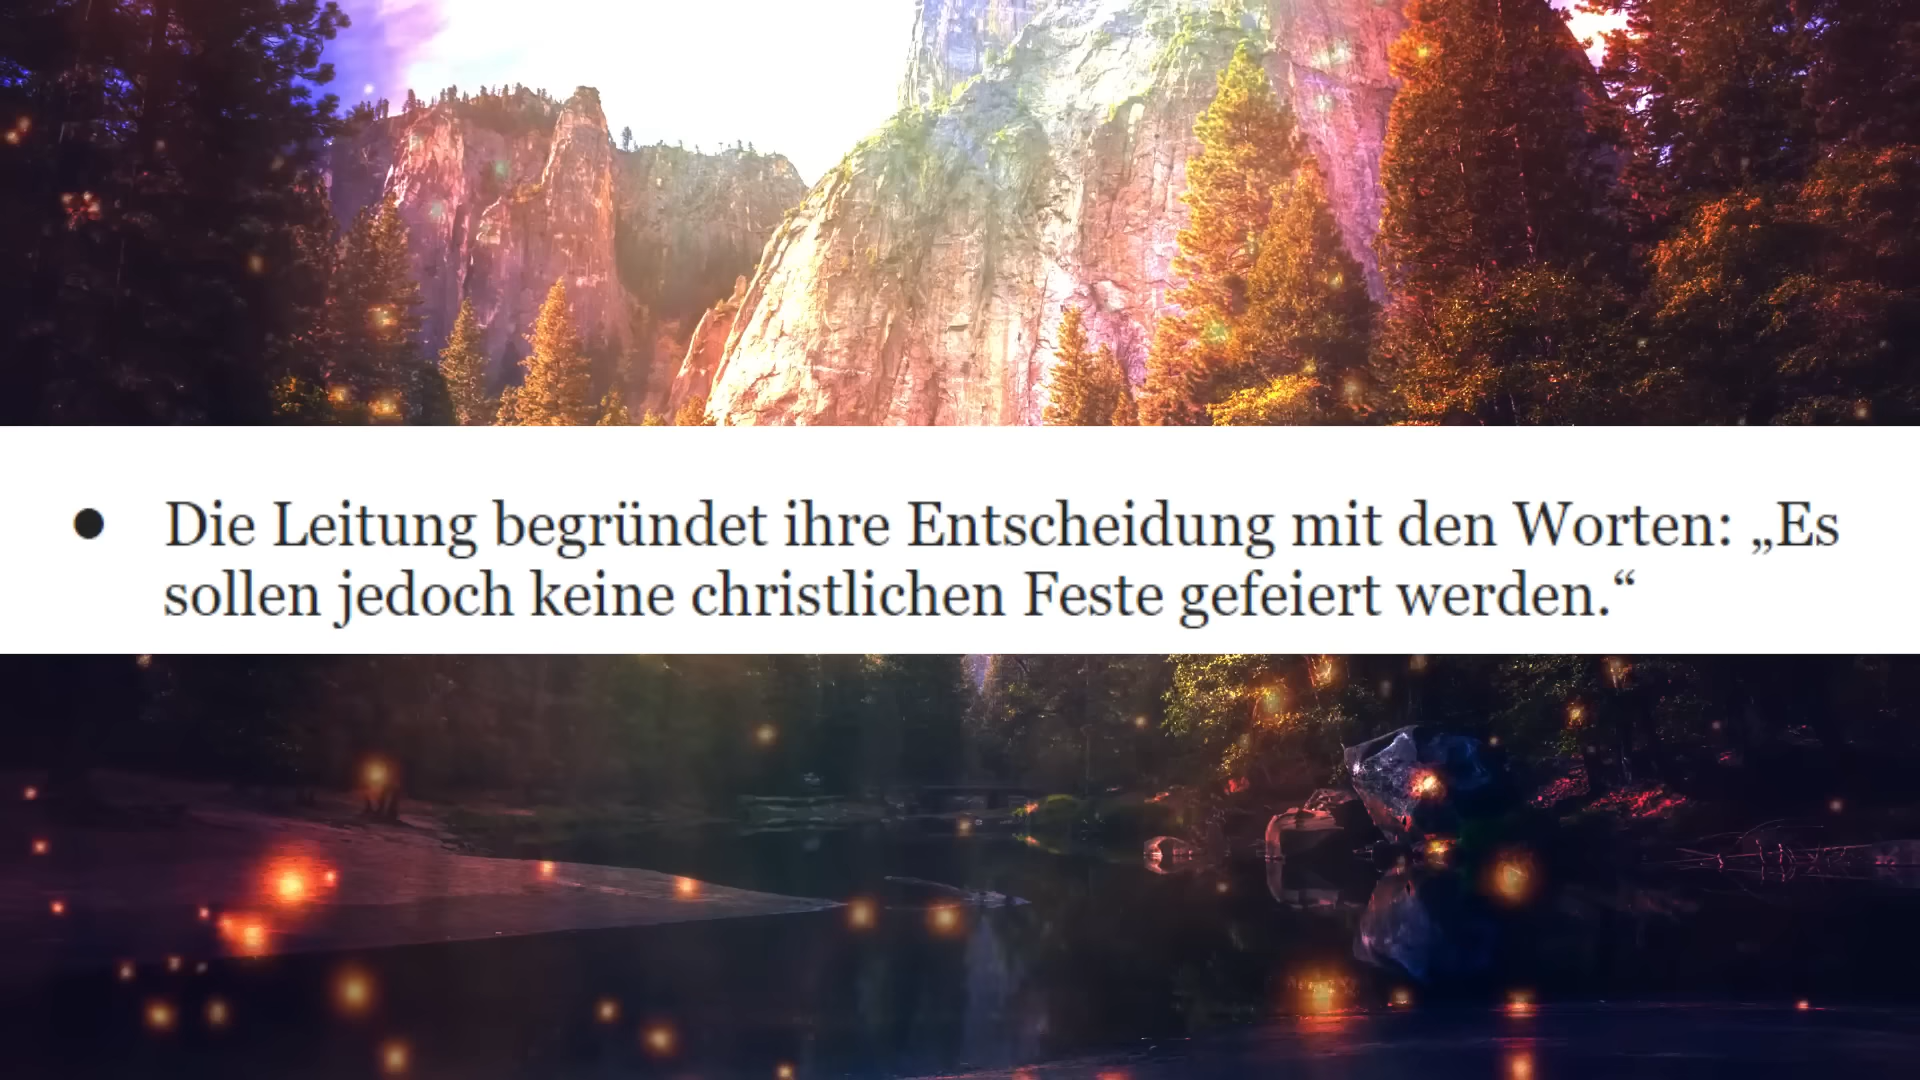 ● Die Leitung begründet ihre Entscheidung mit den Worten: „Es
sollen jedoch keine christlichen Feste gefeiert werden.“